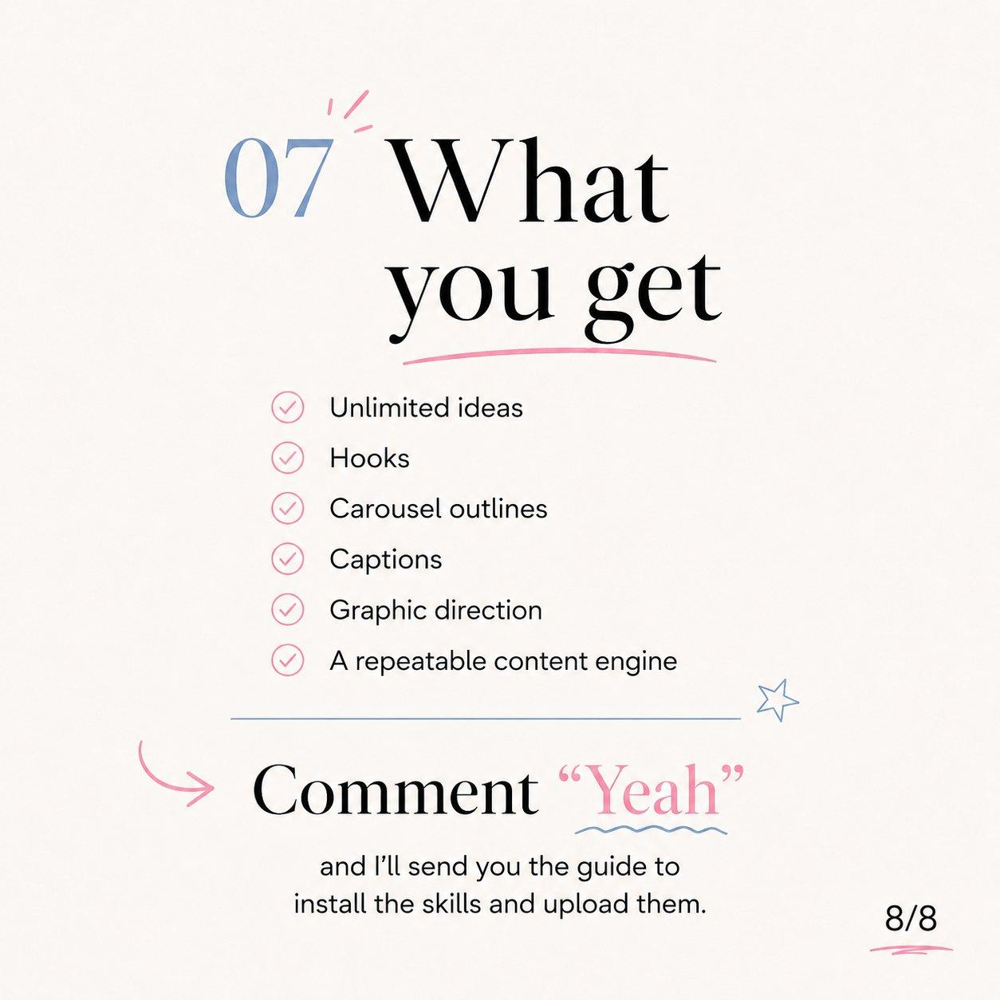 07 What
you get
Unlimited ideas
Hooks
Carousel outlines
Captions
Graphic direction
A repeatable content engine
Comment “Yeah”
and I’ll send you the guide to
install the skills and upload them.
8/8